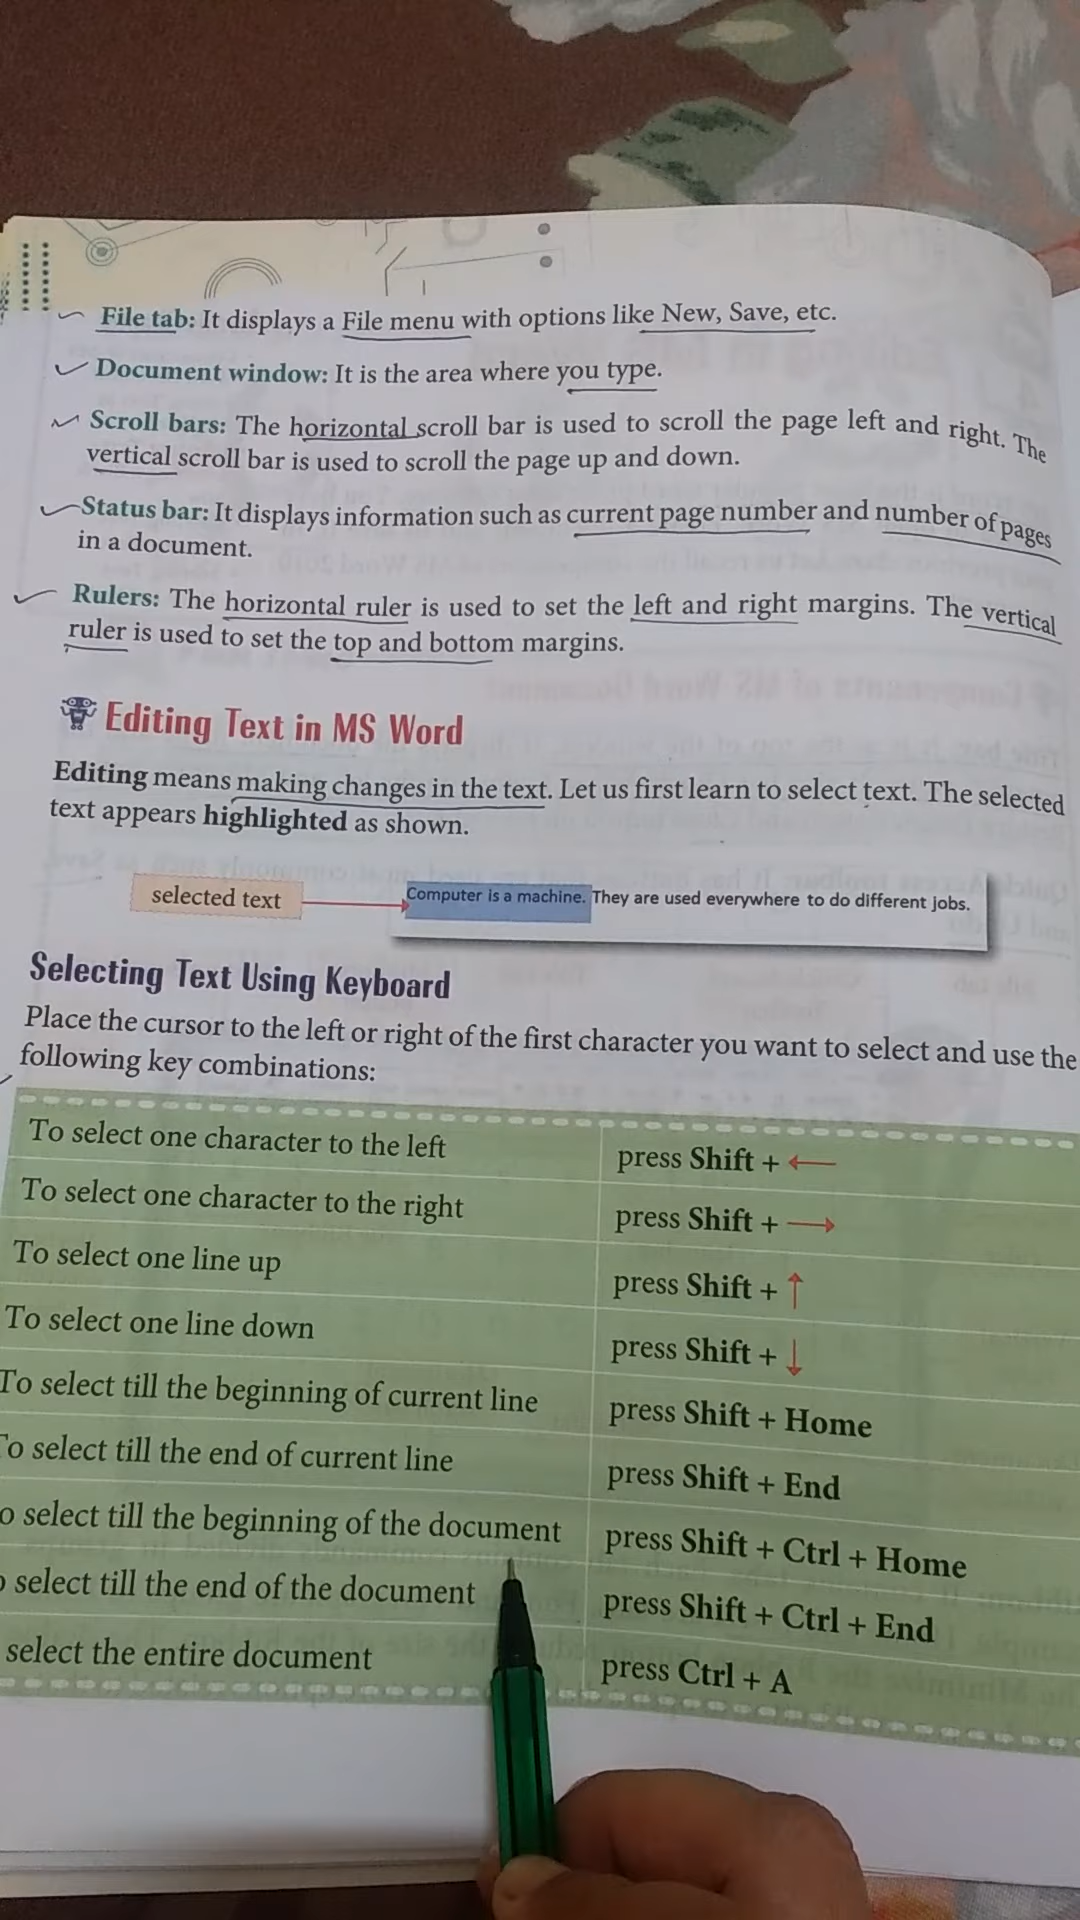 File tab: It displays a File menu with options like New, Save, etc.
Document window: It is the area where you type.
Scroll bars: The horizontal scroll bar is used to scroll the page left and right. The
vertical scroll bar is used to scroll the page up and down.
Status bar: It displays information such as current page number and number of pages
in a document.
Rulers: The horizontal ruler is used to set the left and right margins. The vertical
ruler is used to set the top and bottom margins.
Editing Text in MS Word
Editing means making changes in the text. Let us first learn to select text. The selected
text appears highlighted as shown.
selected text Computer is a machine. They are used everywhere to do different jobs.
Selecting Text Using Keyboard
Place the cursor to the left or right of the first character you want to select and use the
following key combinations:
To select one character to the left press Shift + ←
To select one character to the right press Shift + →
To select one line up press Shift + ↑
To select one line down press Shift + ↓
To select till the beginning of current line press Shift + Home
To select till the end of current line press Shift + End
o select till the beginning of the document press Shift + Ctrl + Home
select till the end of the document press Shift + Ctrl + End
select the entire document press Ctrl + A